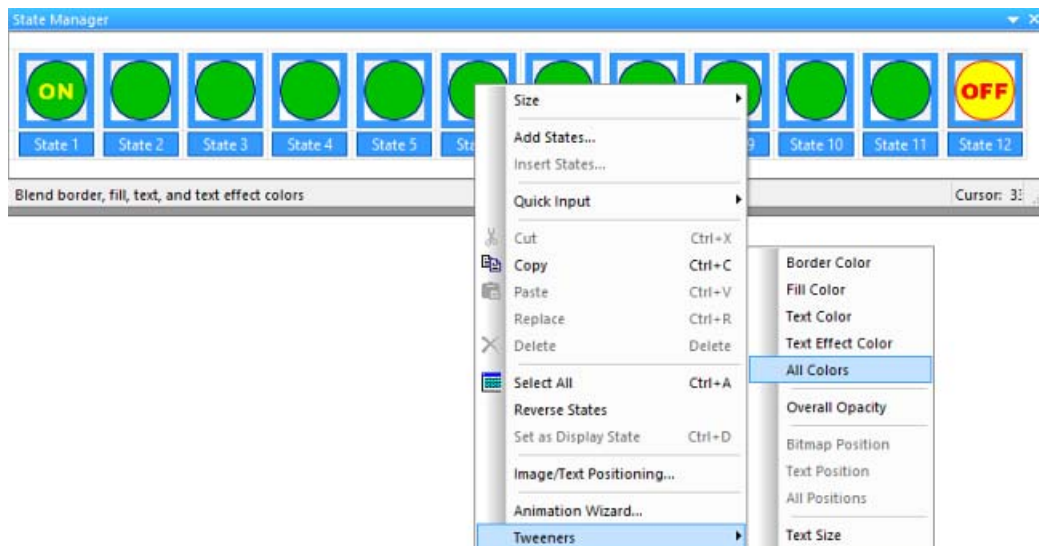 State Manager
ON
OFF
State 1 State 2 State 3 State 4 State 5 9 State 10 State 11 State 12
Blend border, fill, text, and text effect colors
Cursor:
Size
Add States...
Insert States...
Quick Input
Cut Ctrl+X
Copy Ctrl+C
Paste Ctrl+V
Replace Ctrl+R
Delete Delete
Select All Ctrl+A
Reverse States
Set as Display State Ctrl+D
Image/Text Positioning...
Animation Wizard...
Tweeners
Border Color
Fill Color
Text Color
Text Effect Color
All Colors
Overall Opacity
Bitmap Position
Text Position
All Positions
Text Size